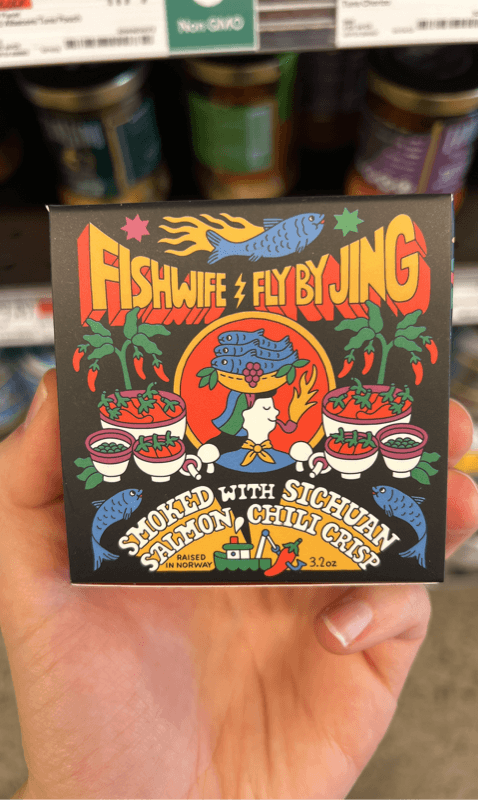 Non GMO
FISHWIFE FLY BY JING
SMOKED WITH SICHUAN
SALMON CHILI CRISP
RAISED
IN NORWAY
3.2oz